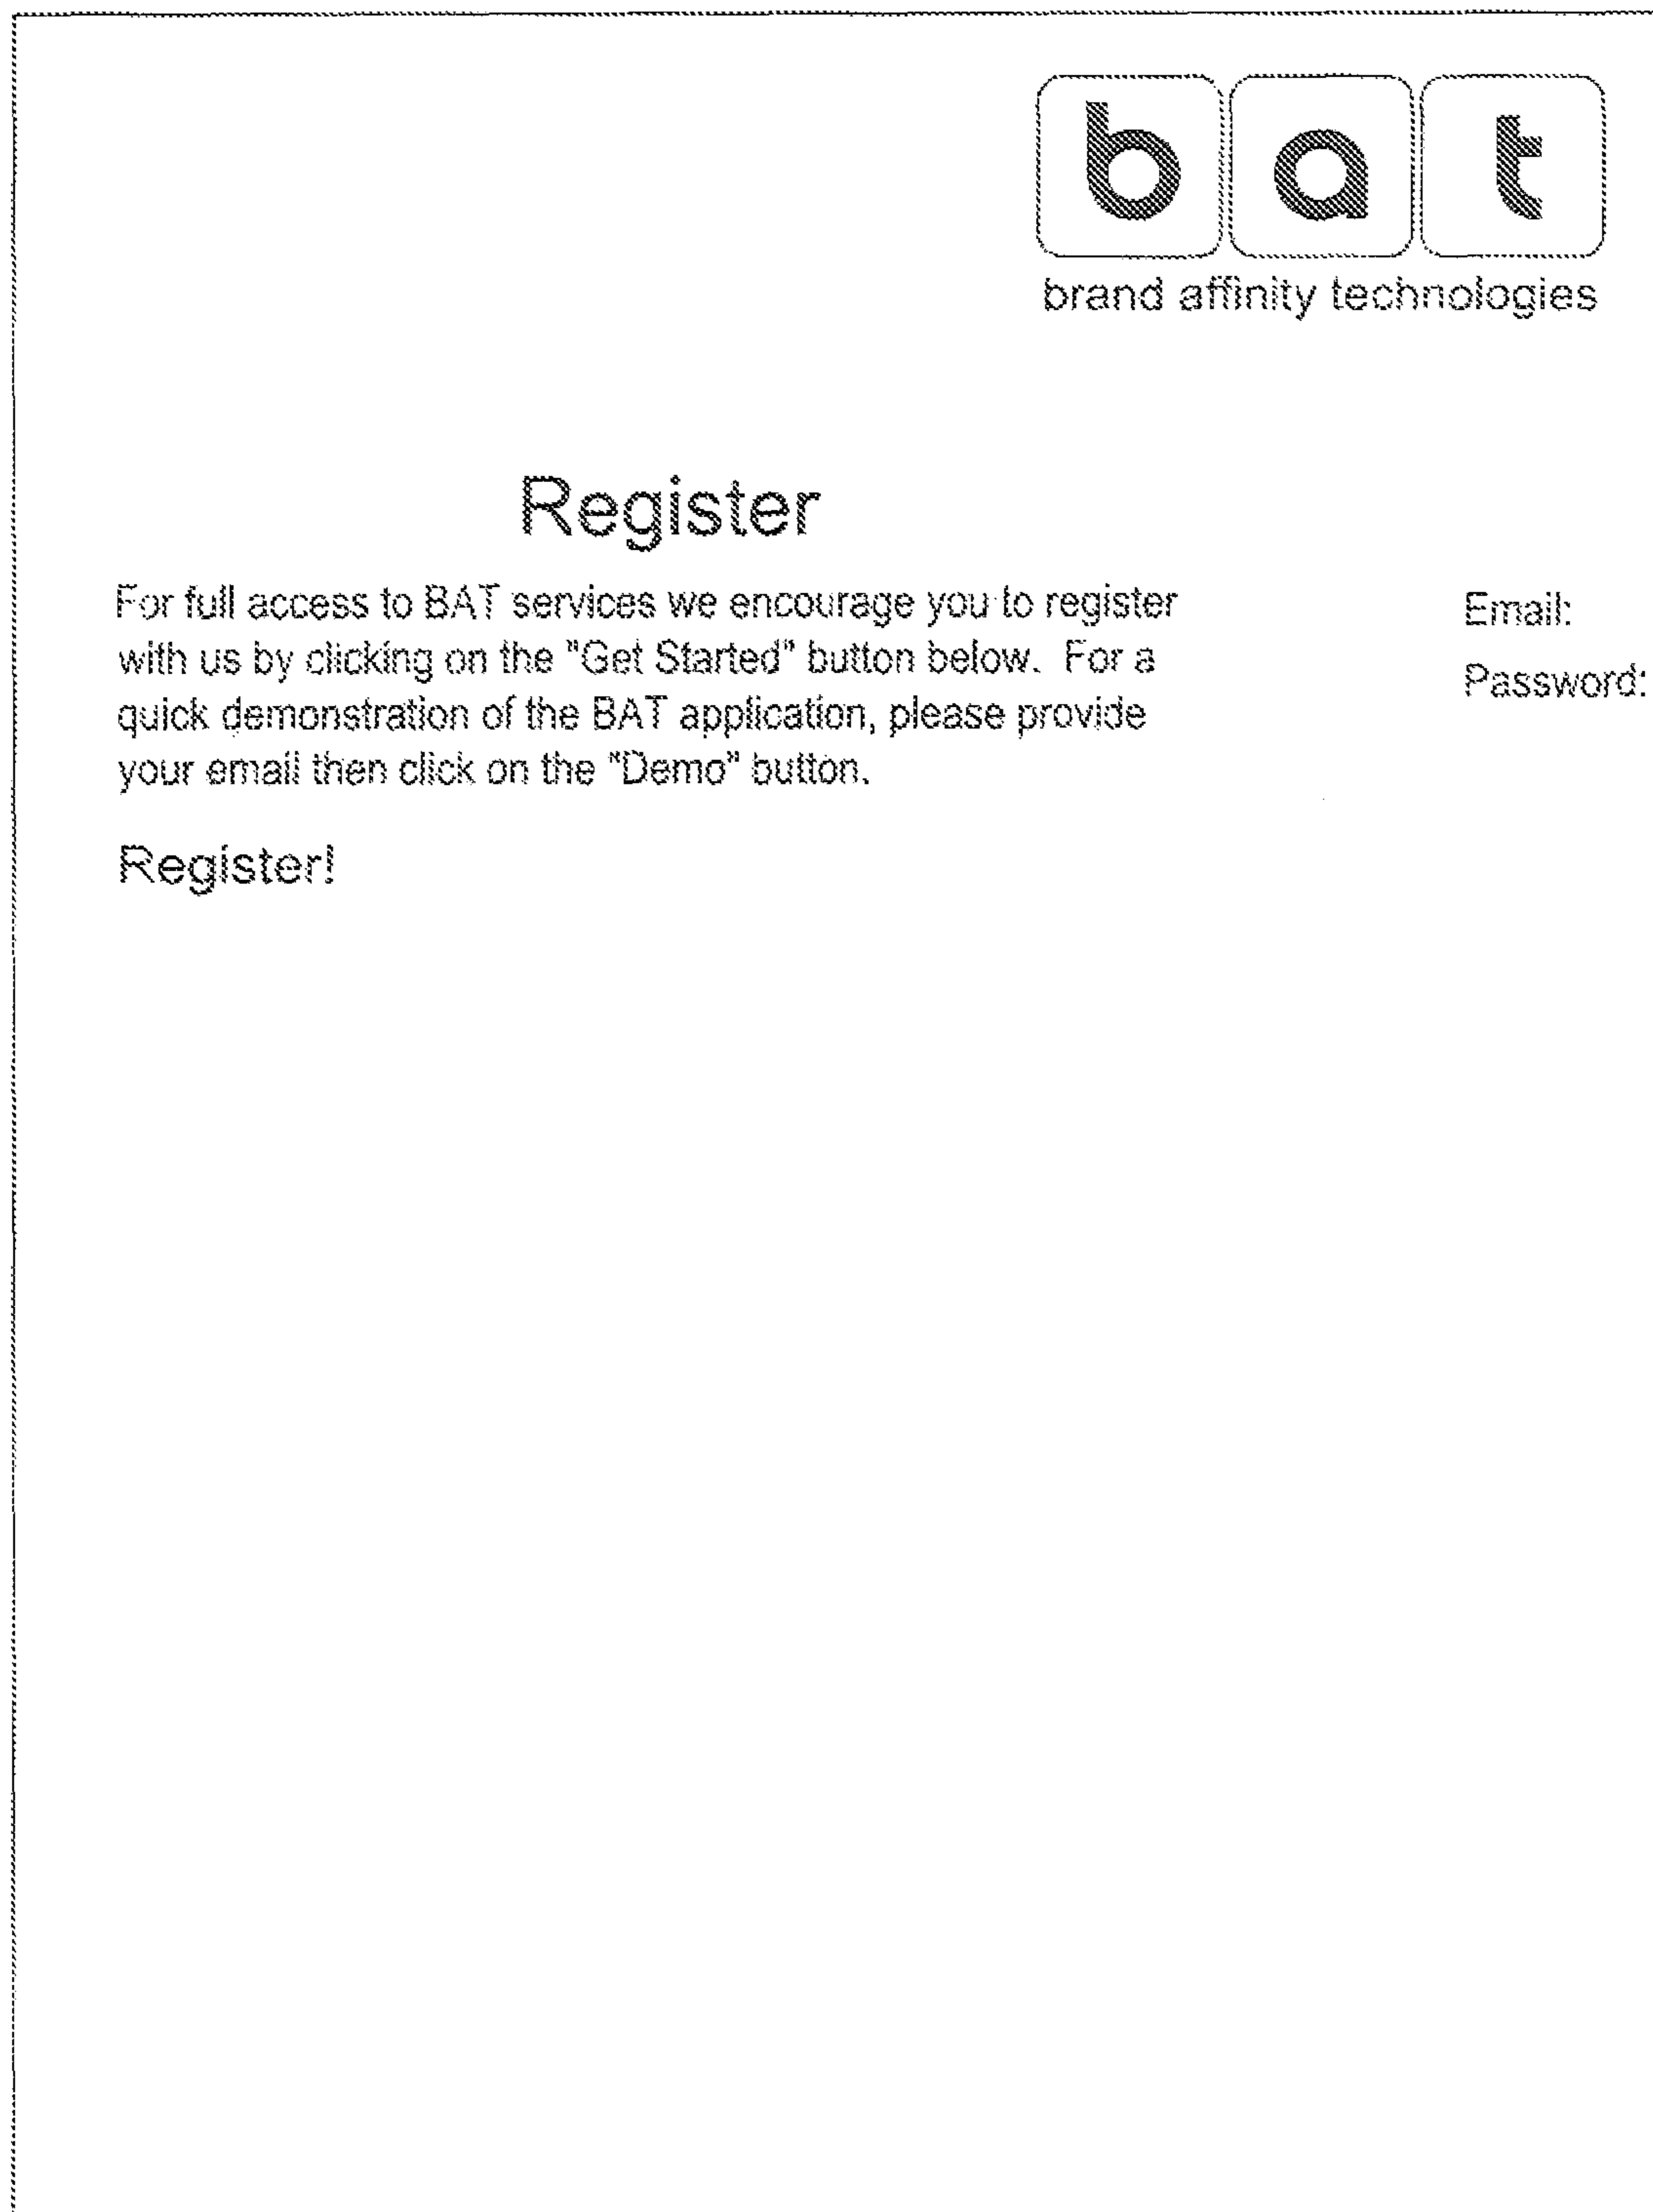 bat
brand affinity technologies
Register
For full access to BAT services we encourage you to register
with us by clicking on the "Get Started" button below. For a
quick demonstration of the BAT application, please provide
your email then click on the "Demo" button.
Register!
Email:
Password: